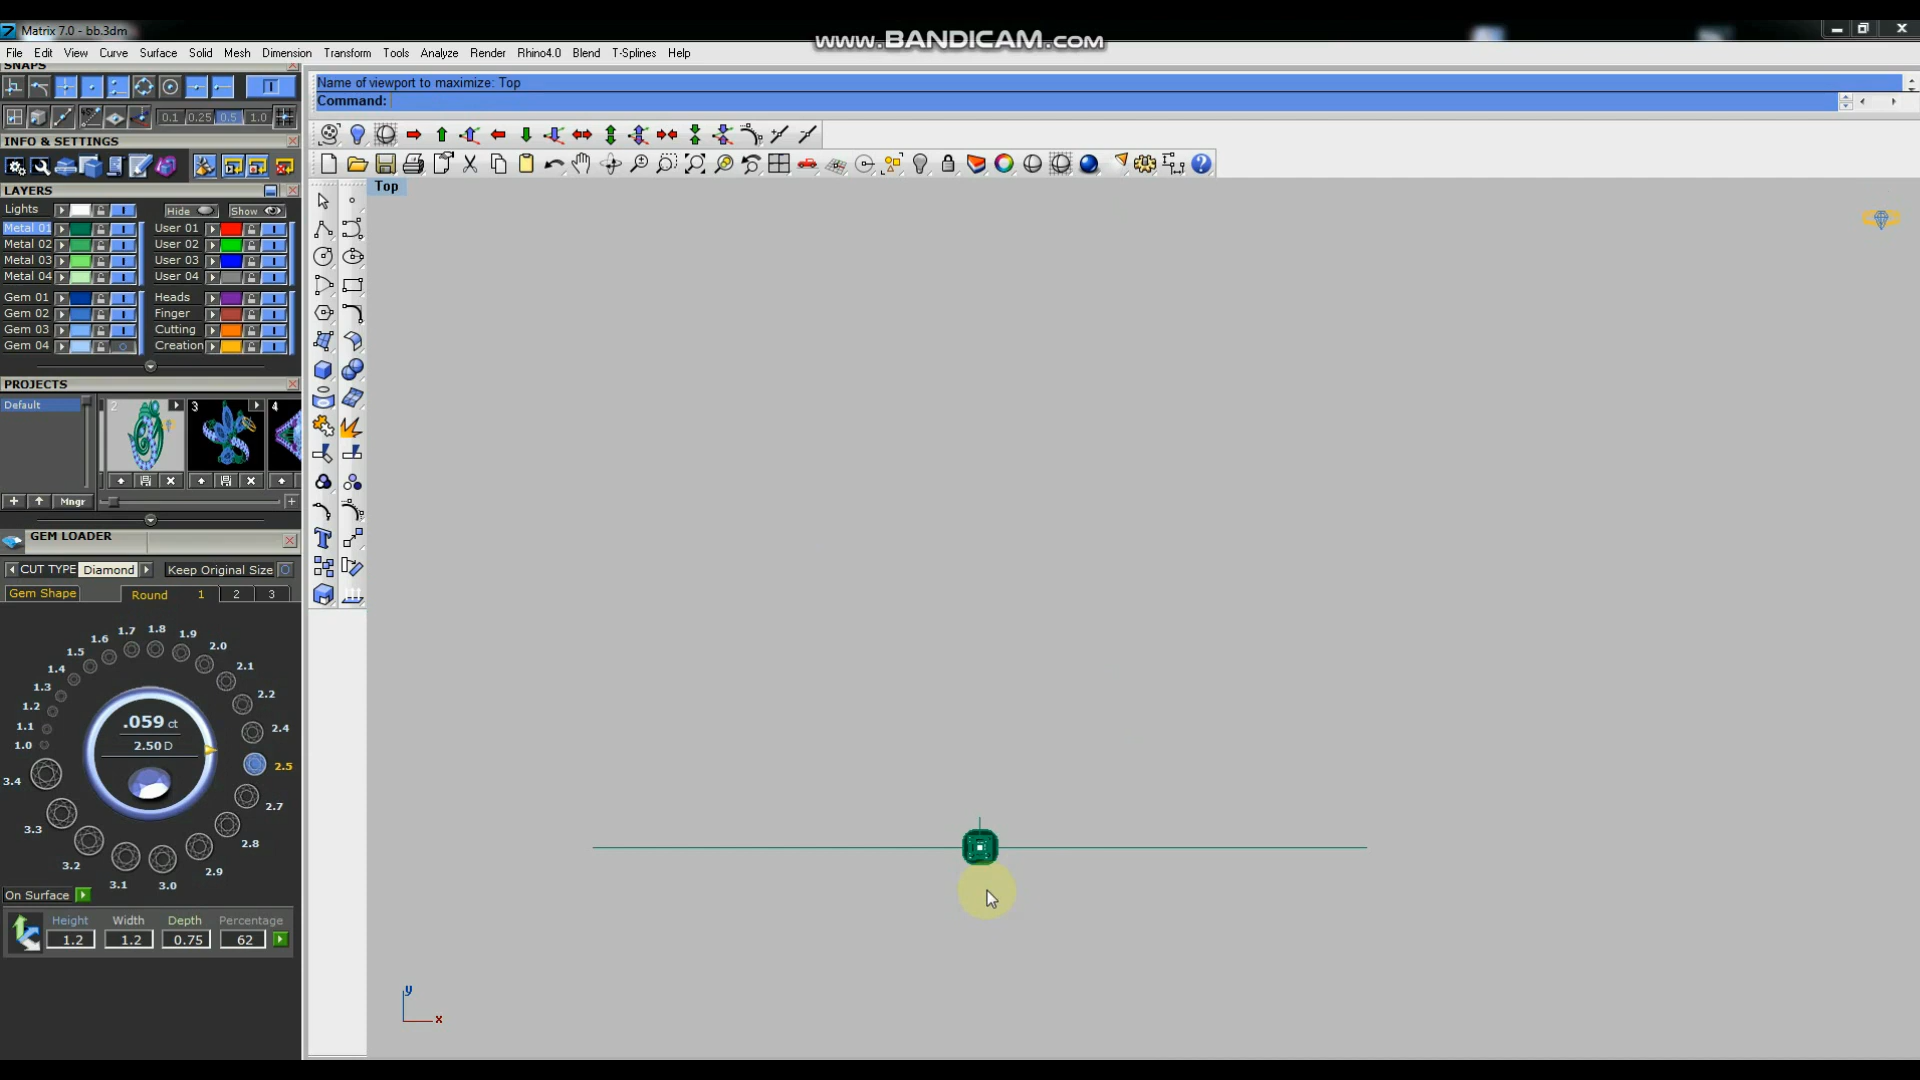 Matrix 7.0 - bb.3dm
www.BANDICAM.com
File Edit View Curve Surface Solid Mesh Dimension Transform Tools Analyze Render Rhino4.0 Blend T-Splines Help
SNAPS
Name of viewport to maximize: Top
Command:
0.1 0.25 0.5 1.0
INFO & SETTINGS
LAYERS
Top
Lights Hide Show
Metal 01 User 01
Metal 02 User 02
Metal 03 User 03
Metal 04 User 04
Gem 01 Heads
Gem 02 Finger
Gem 03 Cutting
Gem 04 Creation
PROJECTS
Default 2 3 4
Mngr
GEM LOADER
CUT TYPE Diamond Keep Original Size
Gem Shape Round 1 2 3
1.0
1.1
1.2
1.3
1.4
1.5
1.6
1.7
1.8
1.9
2.0
2.1
2.2
2.4
2.5
2.7
2.8
2.9
3.0
3.1
3.2
3.3
3.4
.059 ct
2.50 D
On Surface
Height Width Depth Percentage
1.2 1.2 0.75 62
y
x